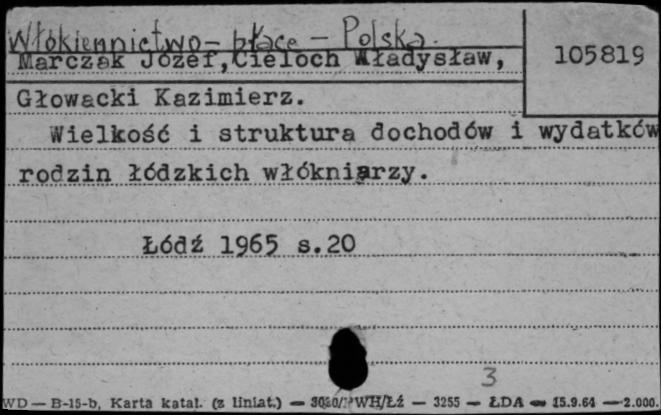 Włókiennictwo - płace - Polska.
Marczak Józef, Cieloch Władysław,
105819
Głowacki Kazimierz.
Wielkość i struktura dochodów i wydatków
rodzin łódzkich włókniarzy.
Łódź 1965 s.20
3
WD — B-15-b, Karta katal. (z liniat.) — WH/Łź — 3255 — ŁDA — 15.9.64 — 2.000.